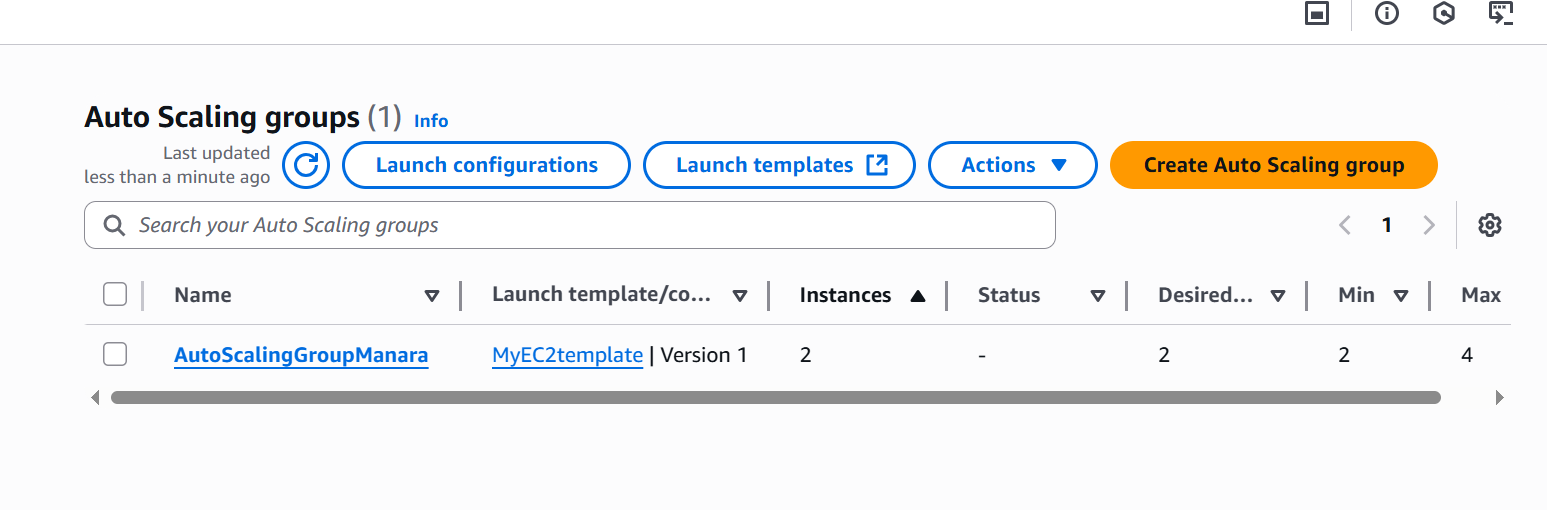 Auto Scaling groups (1) Info
Last updated
less than a minute ago
Launch configurations
Launch templates
Actions
Create Auto Scaling group
Search your Auto Scaling groups
1
Name Launch template/co... Instances Status Desired... Min Max
AutoScalingGroupManara MyEC2template | Version 1 2 - 2 2 4